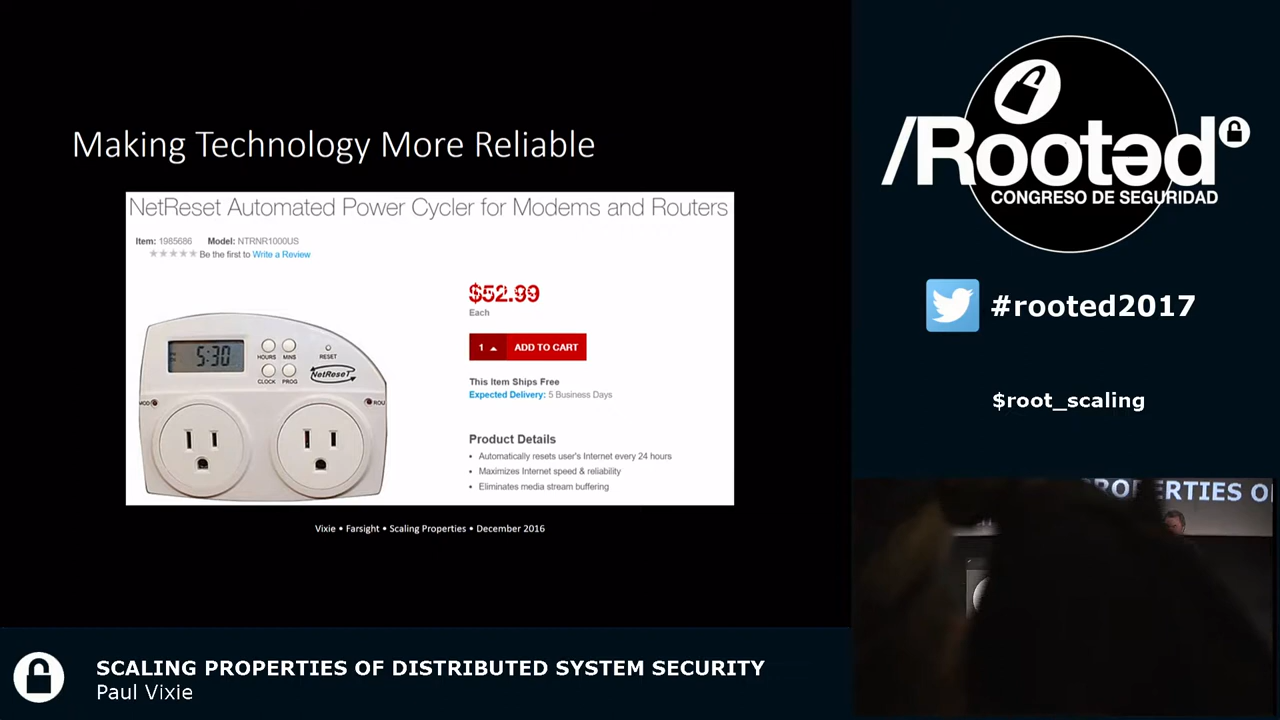 Making Technology More Reliable
NetReset Automated Power Cycler for Modems and Routers
Item: 1985686 Model: NTRNR1000US
Be the first to Write a Review
$52.99
Each
1 ADD TO CART
This Item Ships Free
Expected Delivery: 5 Business Days
Product Details
• Automatically resets user's Internet every 24 hours
• Maximizes Internet speed & reliability
• Eliminates media stream buffering
5:30
HOURS MINS RESET
CLOCK PROG NetReseT
MOD ROU
Vixie • Farsight • Scaling Properties • December 2016
/Rooted
CONGRESO DE SEGURIDAD
#rooted2017
$root_scaling
PROPERTIES O
SCALING PROPERTIES OF DISTRIBUTED SYSTEM SECURITY
Paul Vixie